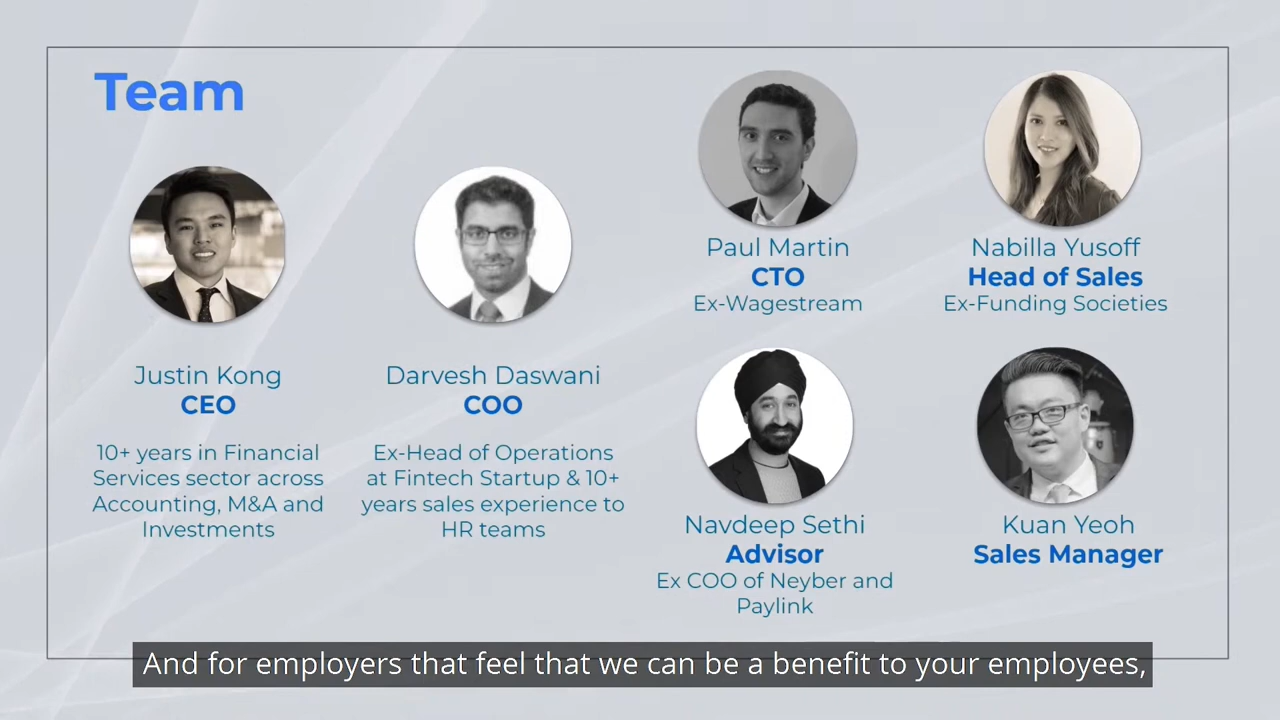 Team
Justin Kong
CEO
10+ years in Financial
Services sector across
Accounting, M&A and
Investments
Darvesh Daswani
COO
Ex-Head of Operations
at Fintech Startup & 10+
years sales experience to
HR teams
Paul Martin
CTO
Ex-Wagestream
Nabilla Yusoff
Head of Sales
Ex-Funding Societies
Navdeep Sethi
Advisor
Ex COO of Neyber and
Paylink
Kuan Yeoh
Sales Manager
And for employers that feel that we can be a benefit to your employees,